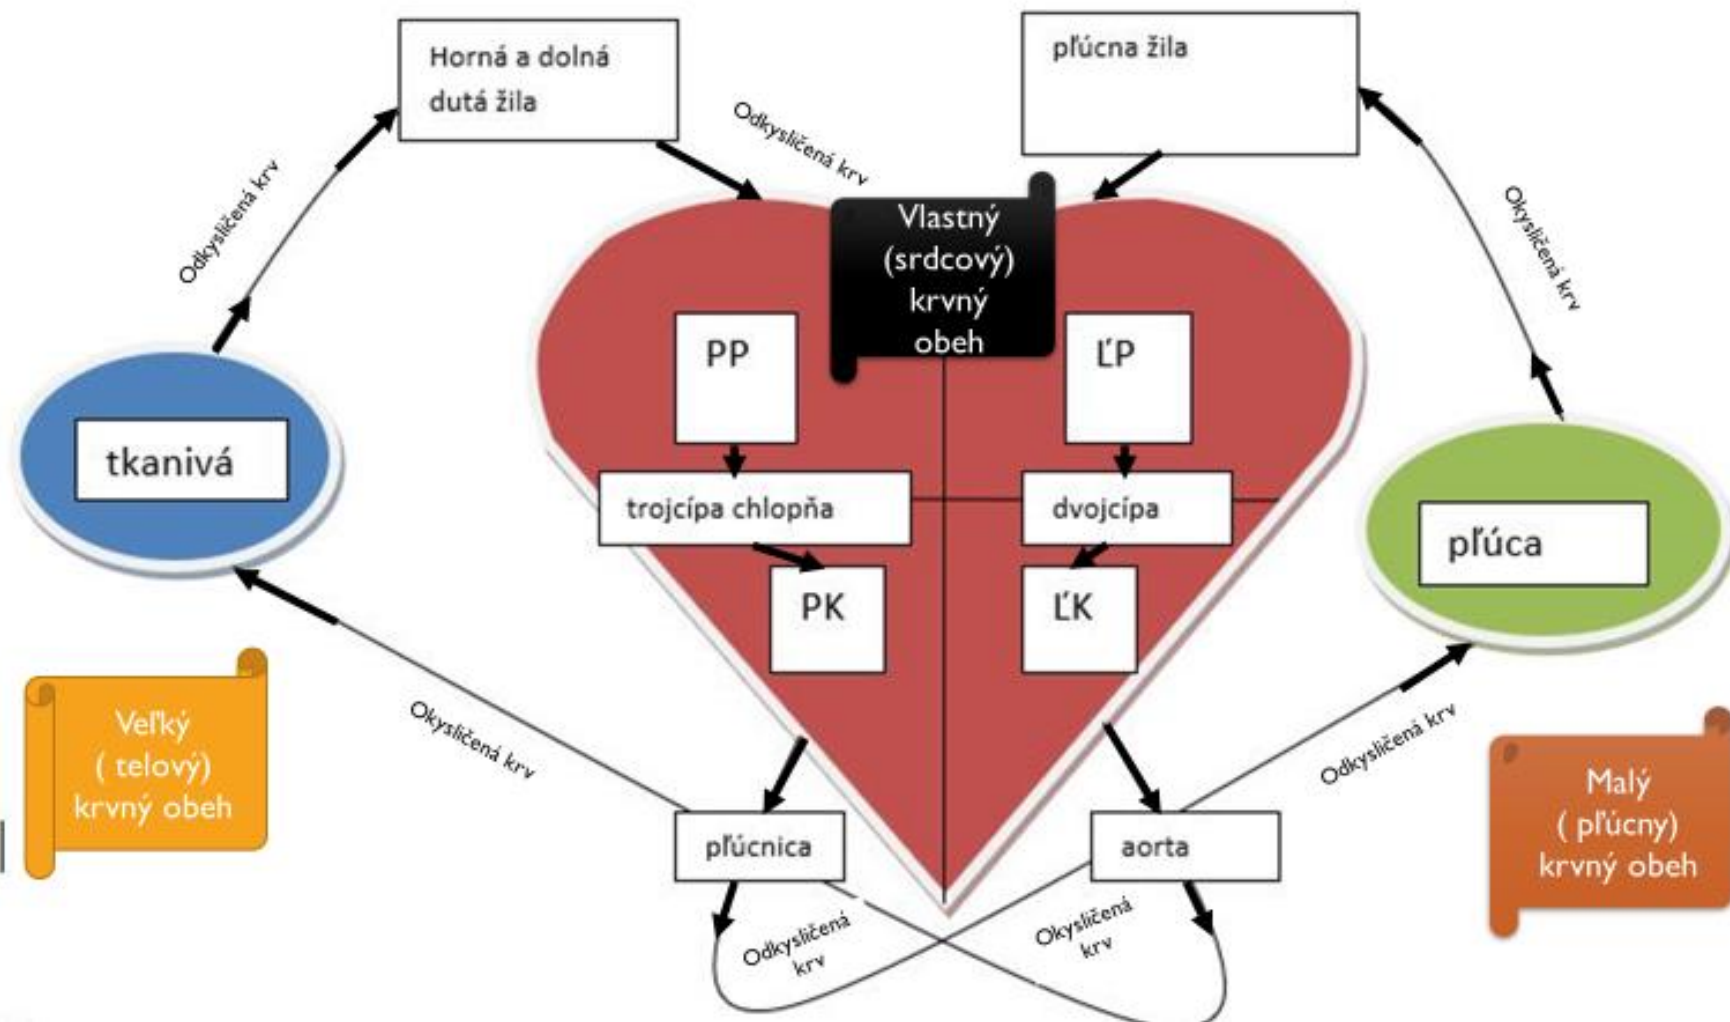 Horná a dolná
dutá žila
pľúcna žila
Odkysličená krv
Odkysličená krv
Okysličená krv
Vlastný
(srdcový)
krvný
obeh
PP
ĽP
tkanivá
trojcípa chlopňa
dvojcípa
pľúca
PK
ĽK
Veľký
( telový)
krvný obeh
Okysličená krv
Odkysličená krv
Malý
( pľúcny)
krvný obeh
pľúcnica
aorta
Odkysličená
krv
Okysličená
krv